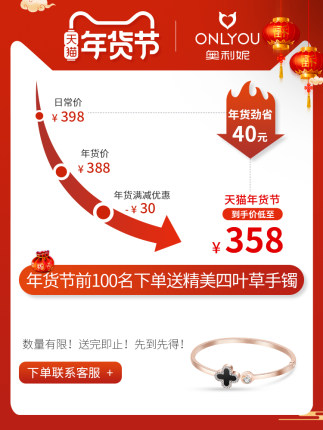 天猫
年货节
ONLYOU
奥利妮
日常价
¥ 398
年货价
¥ 388
年货满减优惠
- ¥ 30
年货劲省
40元
天猫年货节
到手价低至
¥ 358
年货节前100名下单送精美四叶草手镯
数量有限！送完即止！先到先得！
下单联系客服 +